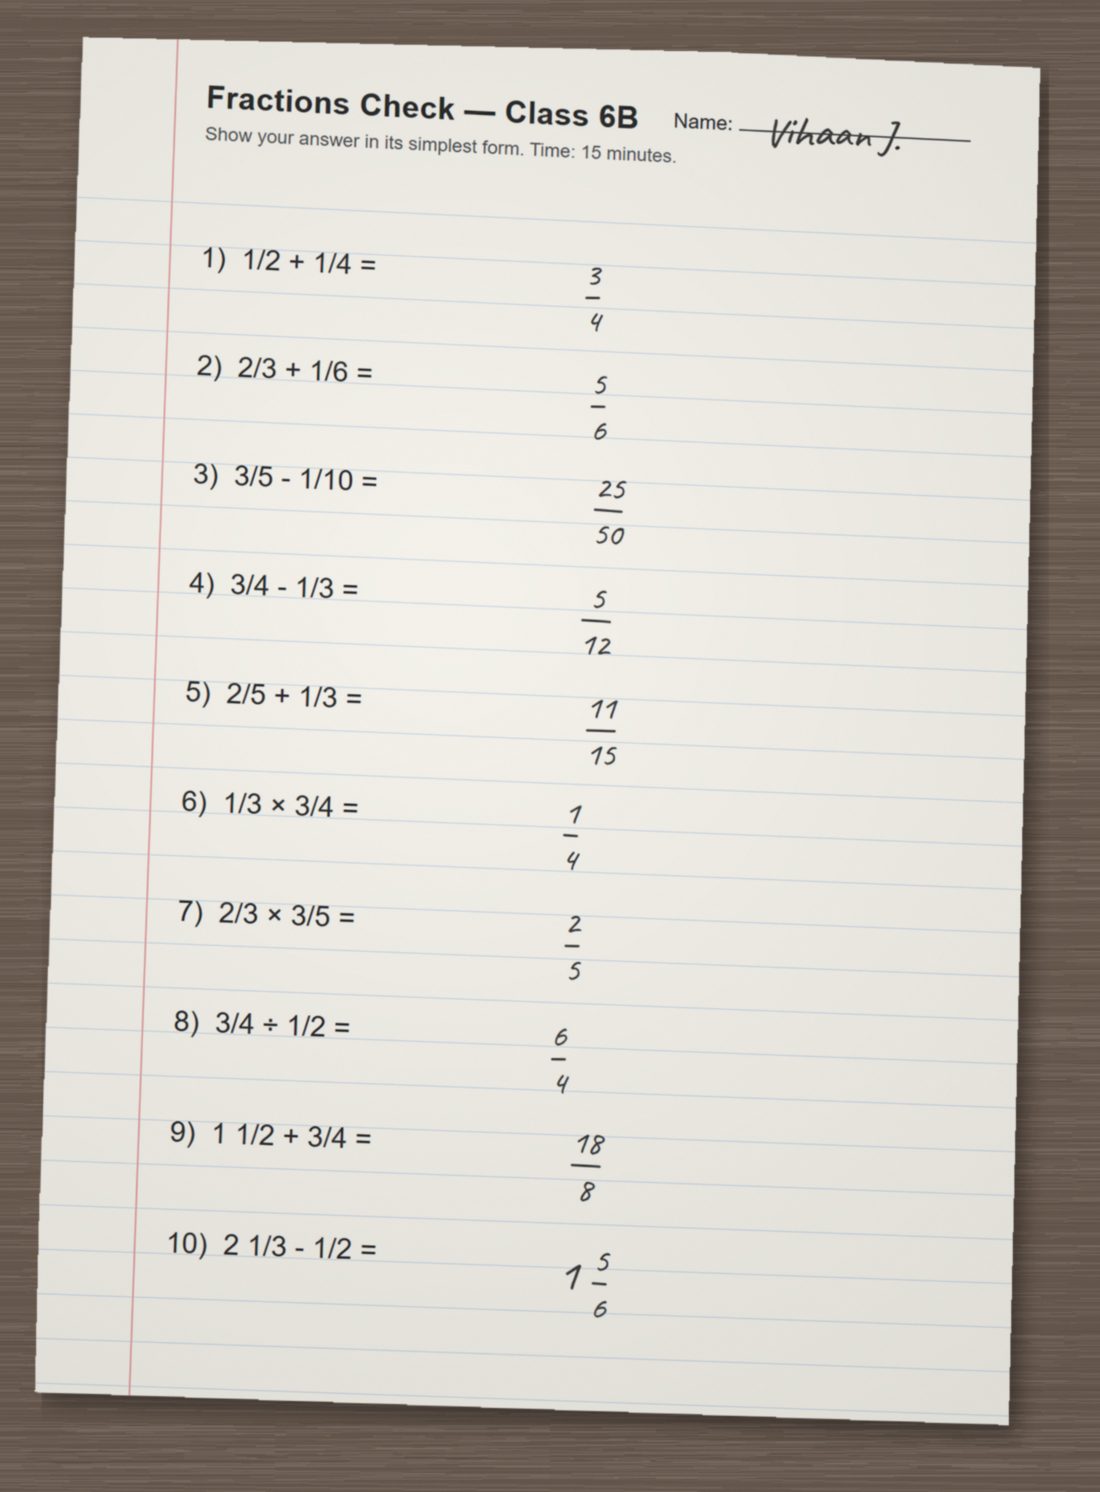 Fractions Check — Class 6B Name: Vihaan J.
Show your answer in its simplest form. Time: 15 minutes.
1) 1/2 + 1/4 = 3/4
2) 2/3 + 1/6 = 5/6
3) 3/5 - 1/10 = 25/50
4) 3/4 - 1/3 = 5/12
5) 2/5 + 1/3 = 11/15
6) 1/3 × 3/4 = 1/4
7) 2/3 × 3/5 = 2/5
8) 3/4 ÷ 1/2 = 6/4
9) 1 1/2 + 3/4 = 18/8
10) 2 1/3 - 1/2 = 1 5/6